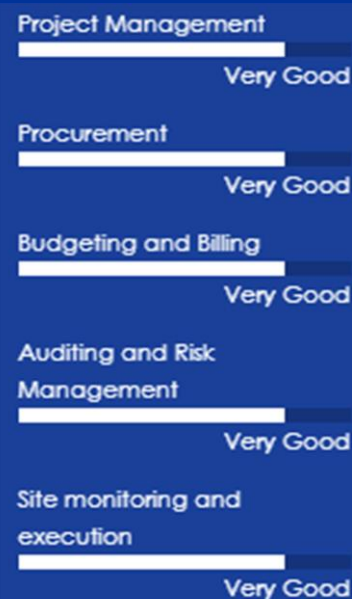 Project Management
Very Good
Procurement
Very Good
Budgeting and Billing
Very Good
Auditing and Risk
Management
Very Good
Site monitoring and
execution
Very Good